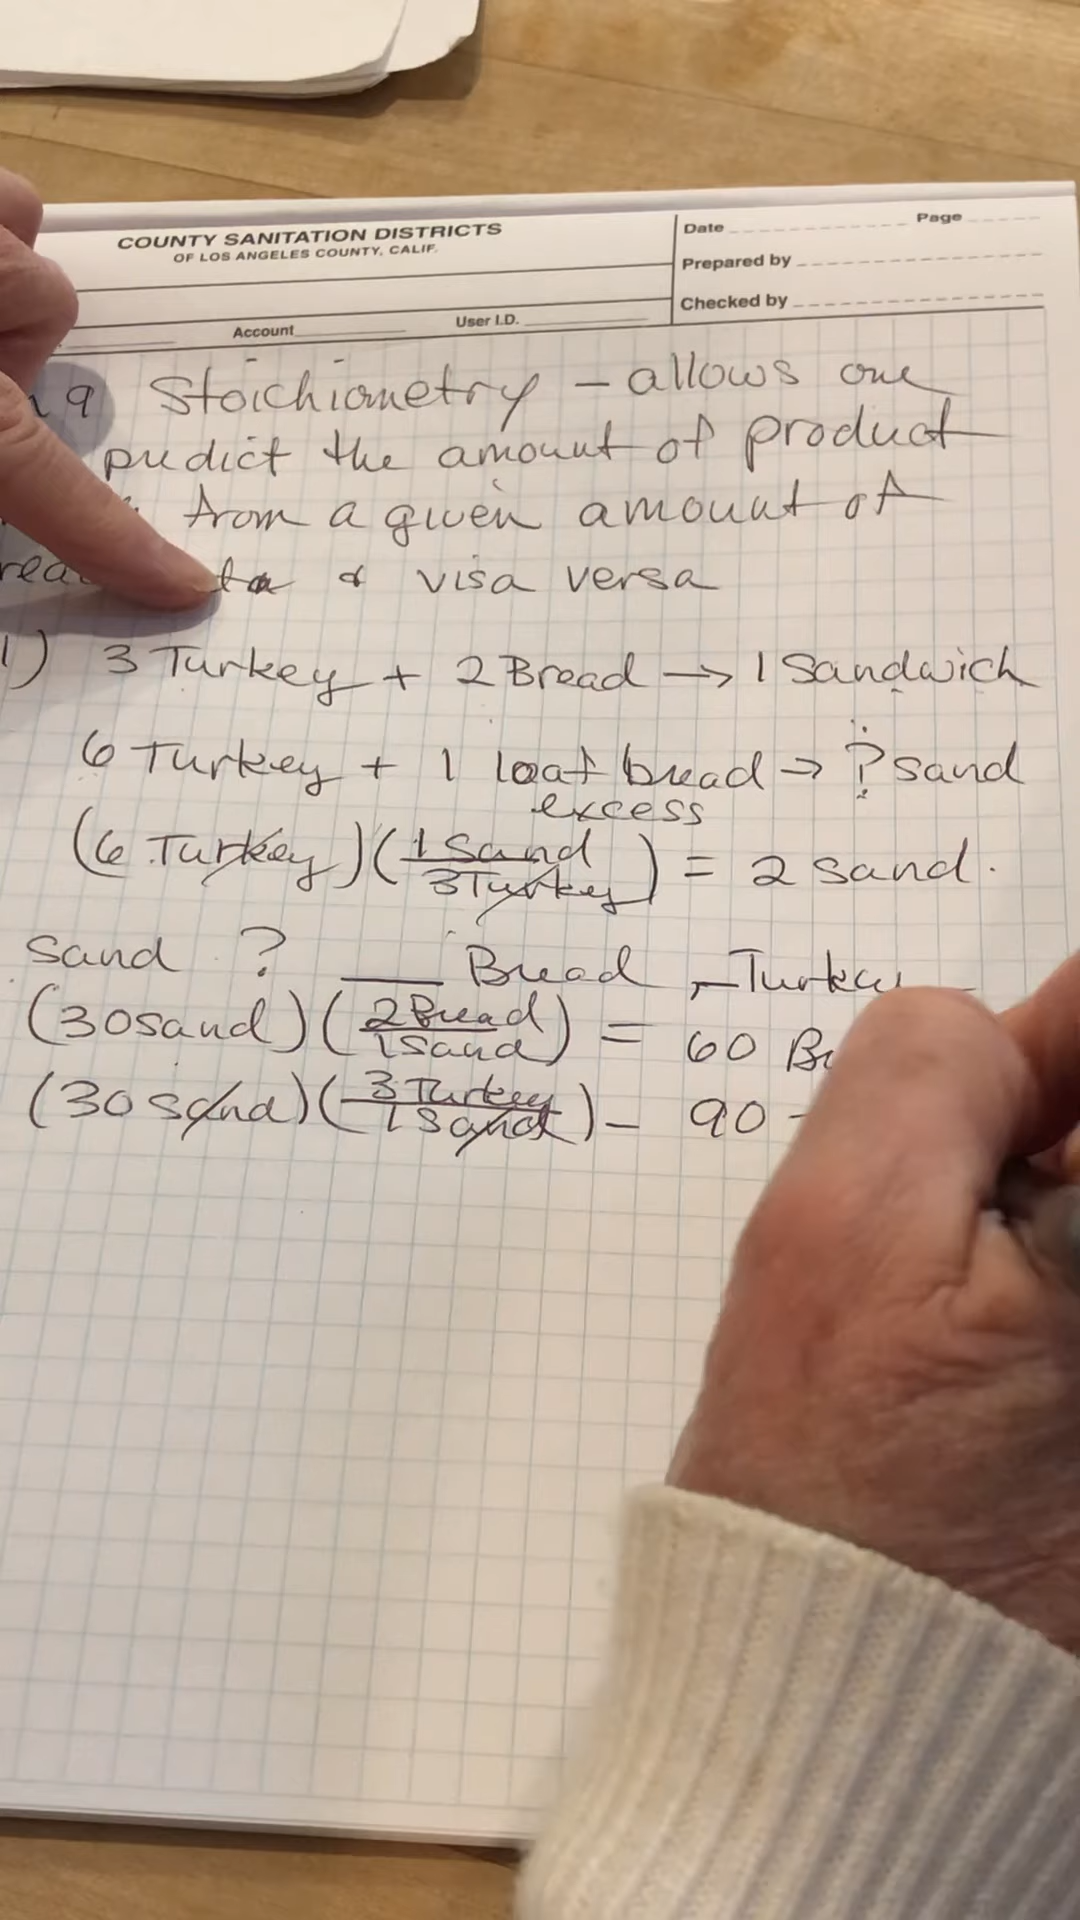 COUNTY SANITATION DISTRICTS
OF LOS ANGELES COUNTY, CALIF.
Date Page
Prepared by
Checked by
Account User I.D.
9 Stoichiometry - allows one
predict the amount of product
from a given amount of
& visa versa
1) 3 Turkey + 2 Bread → 1 Sandwich
6 Turkey + 1 loaf bread → ? sand
excess
(6 Turkey)(1 Sand / 3 Turkey) = 2 sand.
sand ? ___ Bread, - Turkey
(30 sand)(2 Bread / 1 Sand) = 60
(30 sand)(3 Turkey / 1 Sand) - 90